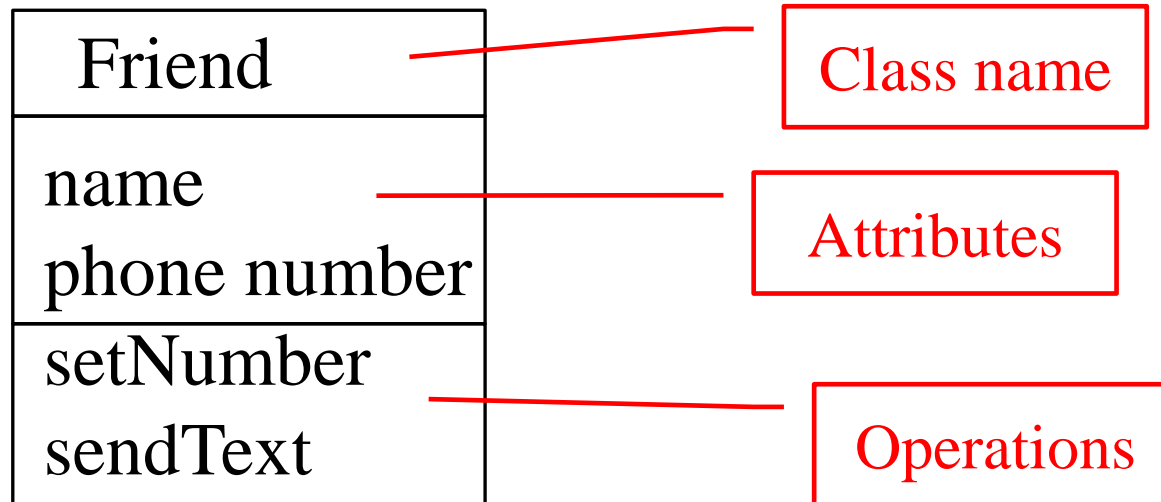 Friend
Class name
name
phone number
Attributes
setNumber
sendText
Operations